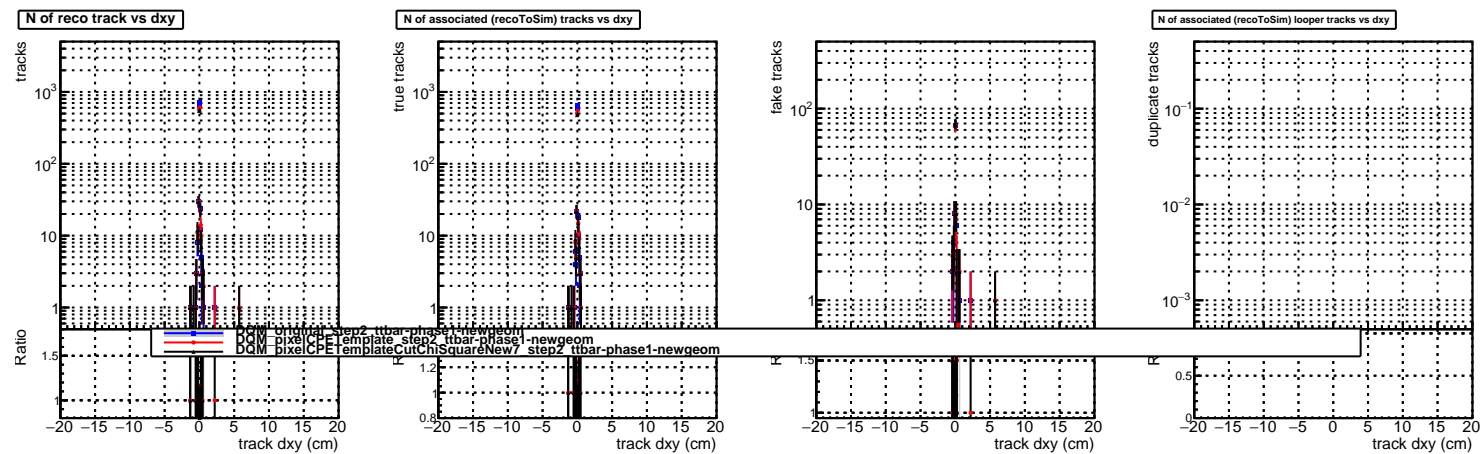 N of reco track vs dxy
N of associated (recoToSim) tracks vs dxy
N of associated (recoToSim) looper tracks vs dxy
tracks
10³
10²
10
1
Ratio
1.5
1
−20 −15 −10 −5 0 5 10 15 20
track dxy (cm)
true tracks
10³
10²
10
1
1.2
1
0.8
−20 −15 −10 −5 0 5 10 15 20
track dxy (cm)
fake tracks
10²
10
1
1.5
1
−20 −15 −10 −5 0 5 10 15 20
track dxy (cm)
duplicate tracks
10⁻¹
10⁻²
10⁻³
0.5
0
−20 −15 −10 −5 0 5 10 15 20
track dxy (cm)
DQM_original_step2_ttbar-phase1-newgeom
DQM_pixelCPETemplate_step2_ttbar-phase1-newgeom
DQM_pixelCPETemplateCutChiSquareNew7_step2_ttbar-phase1-newgeom